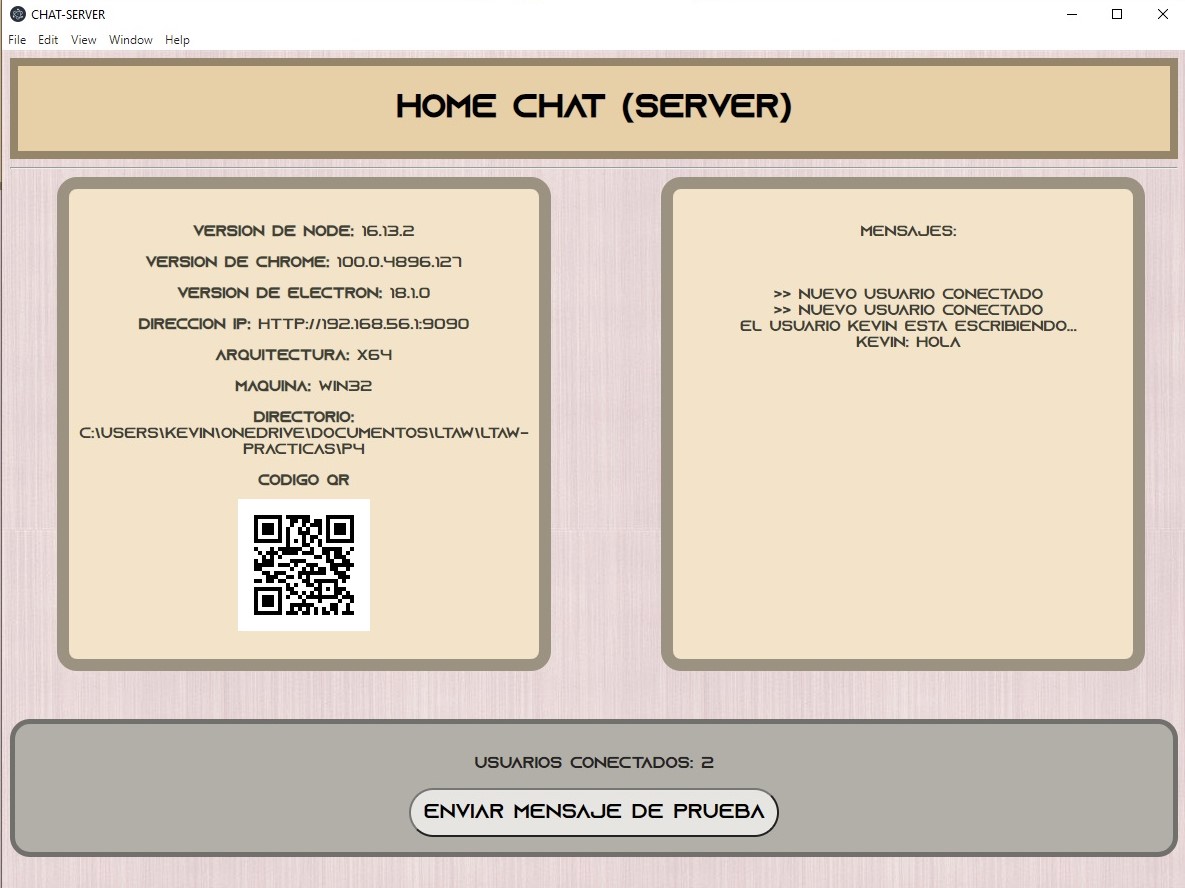 CHAT-SERVER
File Edit View Window Help
HOME CHAT (SERVER)
VERSION DE NODE: 16.13.2
VERSION DE CHROME: 100.0.4896.127
VERSION DE ELECTRON: 18.1.0
DIRECCION IP: HTTP://192.168.56.1:9090
ARQUITECTURA: X64
MAQUINA: WIN32
DIRECTORIO:
C:\USERS\KEVIN\ONEDRIVE\DOCUMENTOS\LTAW\LTAW-
PRACTICAS\P4
CODIGO QR
MENSAJES:
>> NUEVO USUARIO CONECTADO
>> NUEVO USUARIO CONECTADO
EL USUARIO KEVIN ESTA ESCRIBIENDO...
KEVIN: HOLA
USUARIOS CONECTADOS: 2
ENVIAR MENSAJE DE PRUEBA